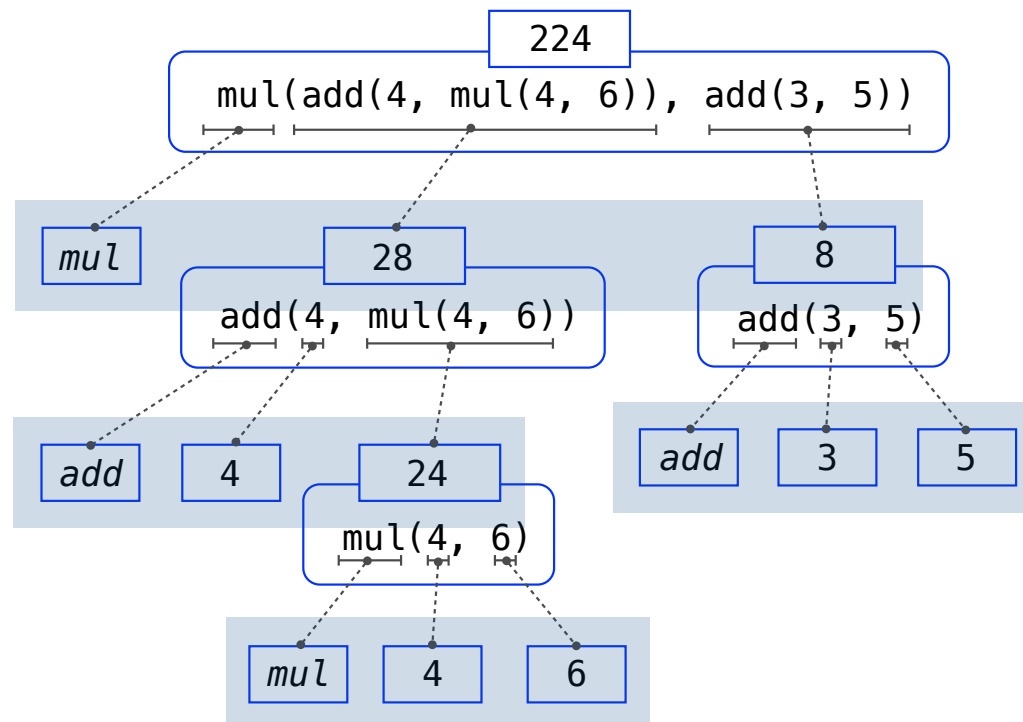 224
mul(add(4, mul(4, 6)), add(3, 5))
mul
28
8
add(4, mul(4, 6))
add(3, 5)
add
4
24
add
3
5
mul(4, 6)
mul
4
6